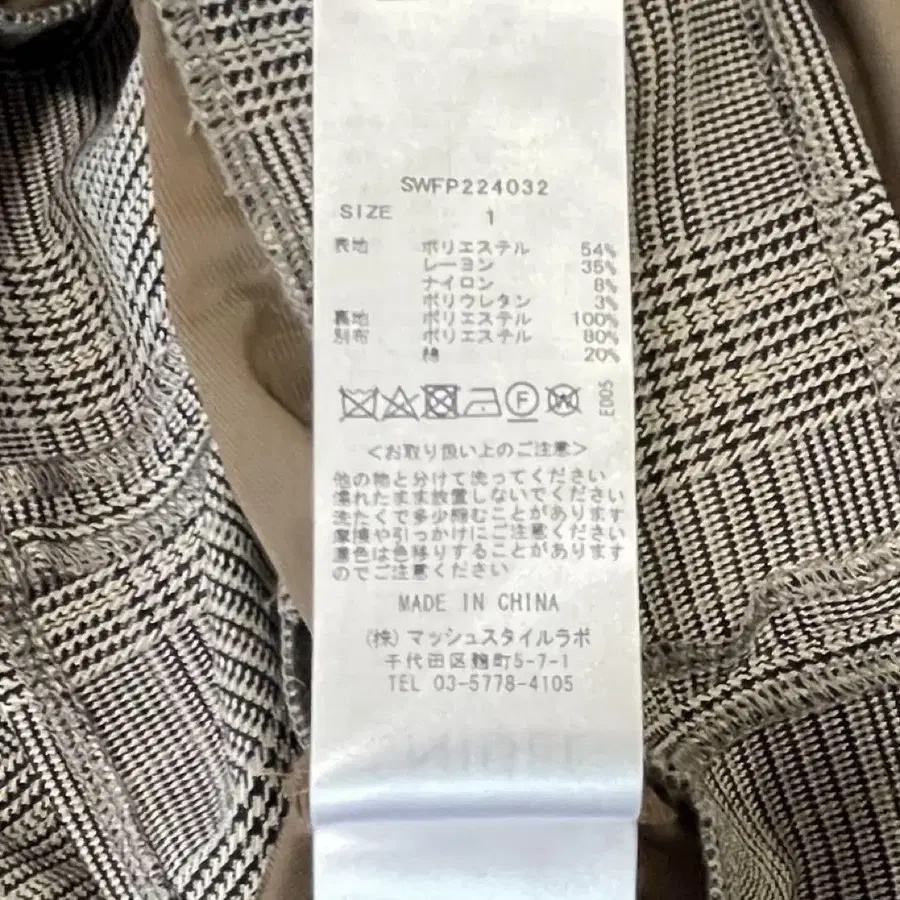 SWFP224032
SIZE 1
表地 ポリエステル 54%
レーヨン 35%
ナイロン 8%
ポリウレタン 3%
裏地 ポリエステル 100%
別布 ポリエステル 80%
綿 20%
F W
E005
<お取り扱い上のご注意>
他の物と分けて洗ってください
濡れたまま放置しないでください
洗たくで多少縮むことがあります
摩擦や引っかけにご注意ください
濃色は色移りすることがあります
のでご注意ください
MADE IN CHINA
(株)マッシュスタイルラボ
千代田区麹町5-7-1
TEL 03-5778-4105